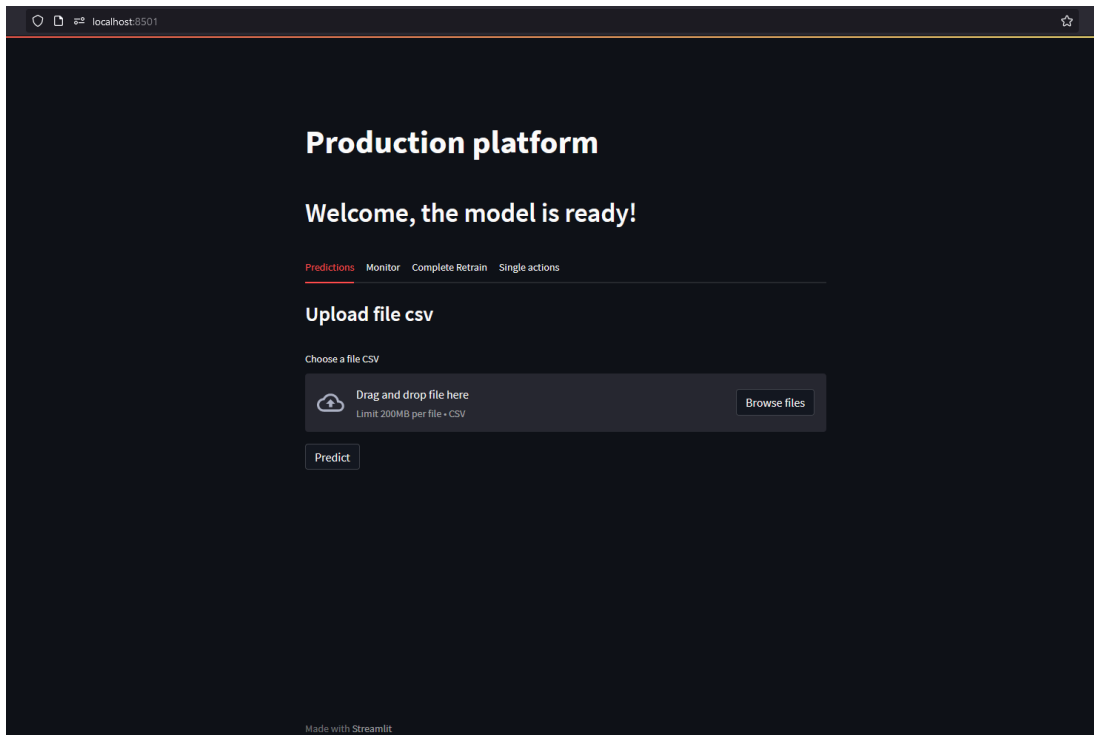 localhost:8501
Production platform
Welcome, the model is ready!
Predictions Monitor Complete Retrain Single actions
Upload file csv
Choose a file CSV
Drag and drop file here
Limit 200MB per file • CSV
Browse files
Predict
Made with Streamlit